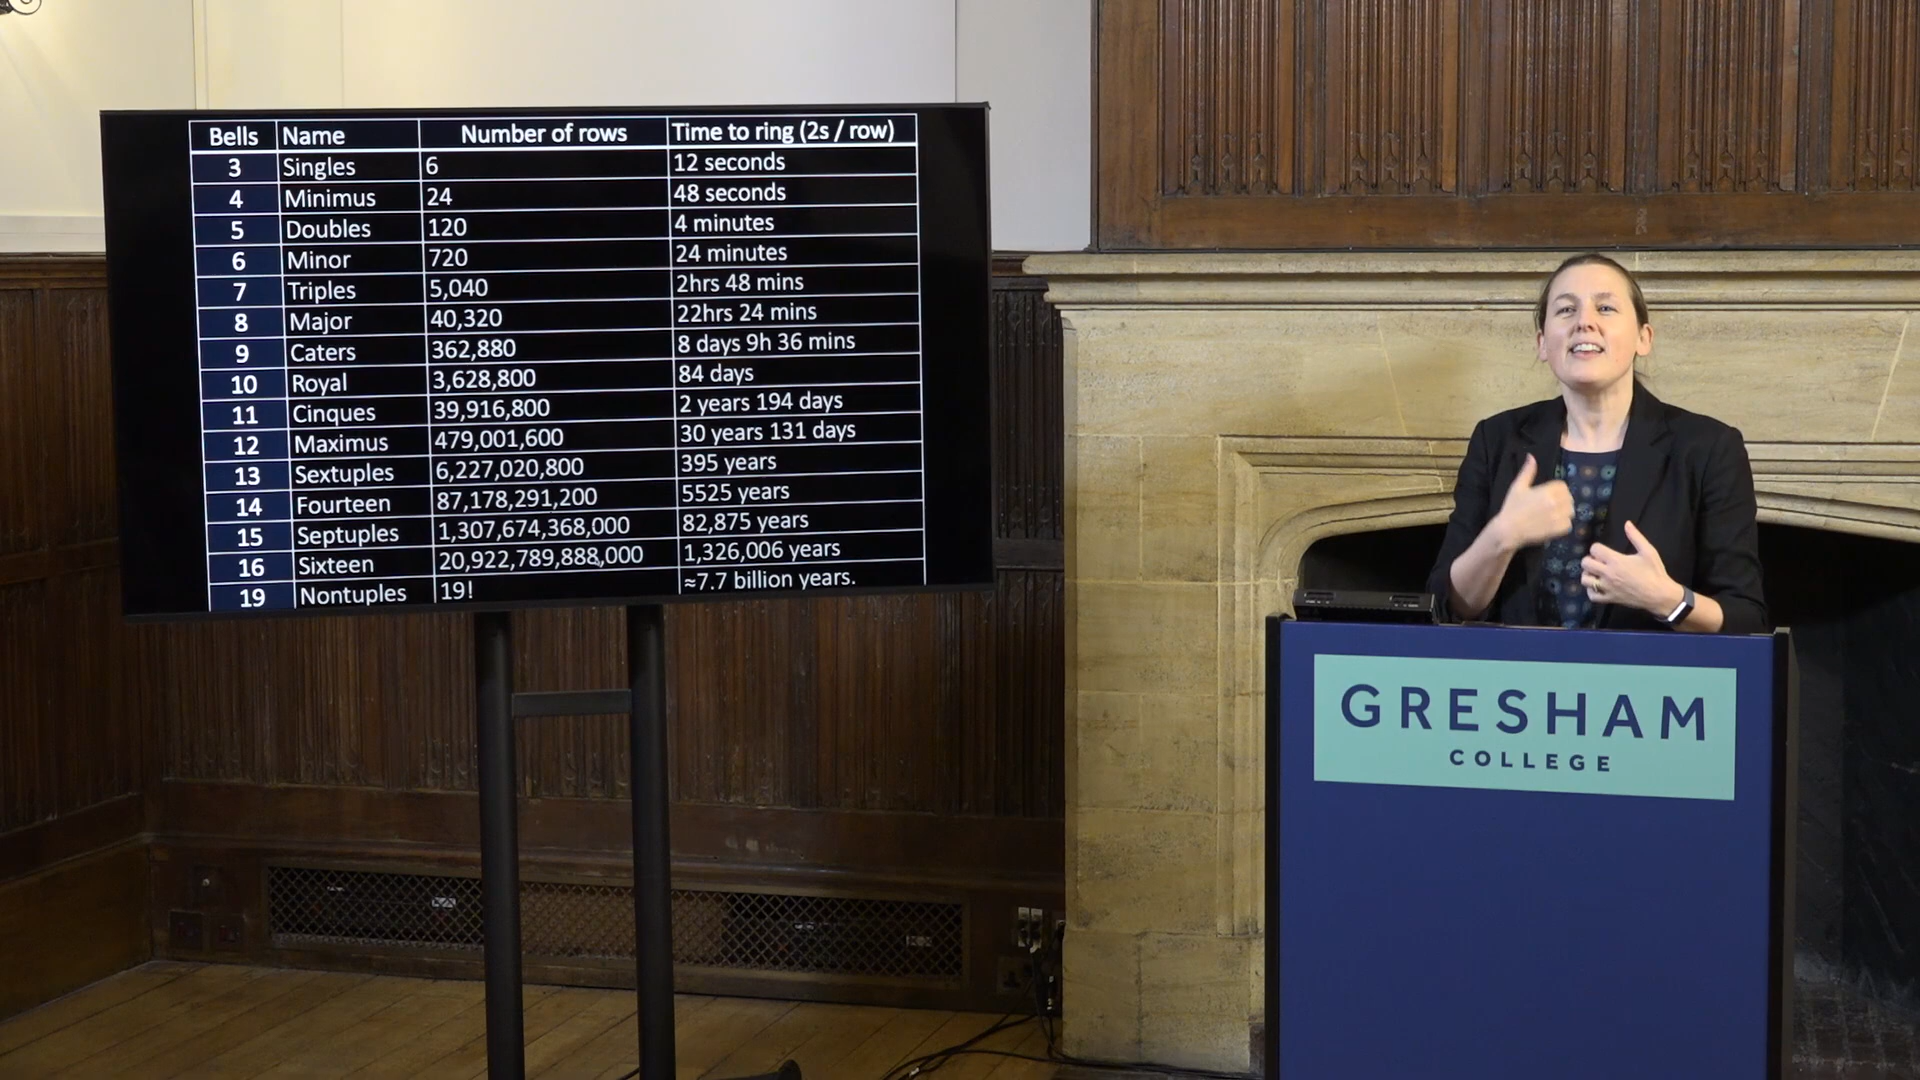 Bells Name Number of rows Time to ring (2s / row)
3 Singles 6 12 seconds
4 Minimus 24 48 seconds
5 Doubles 120 4 minutes
6 Minor 720 24 minutes
7 Triples 5,040 2hrs 48 mins
8 Major 40,320 22hrs 24 mins
9 Caters 362,880 8 days 9h 36 mins
10 Royal 3,628,800 84 days
11 Cinques 39,916,800 2 years 194 days
12 Maximus 479,001,600 30 years 131 days
13 Sextuples 6,227,020,800 395 years
14 Fourteen 87,178,291,200 5525 years
15 Septuples 1,307,674,368,000 82,875 years
16 Sixteen 20,922,789,888,000 1,326,006 years
19 Nontuples 19! ≈7.7 billion years.
GRESHAM
COLLEGE